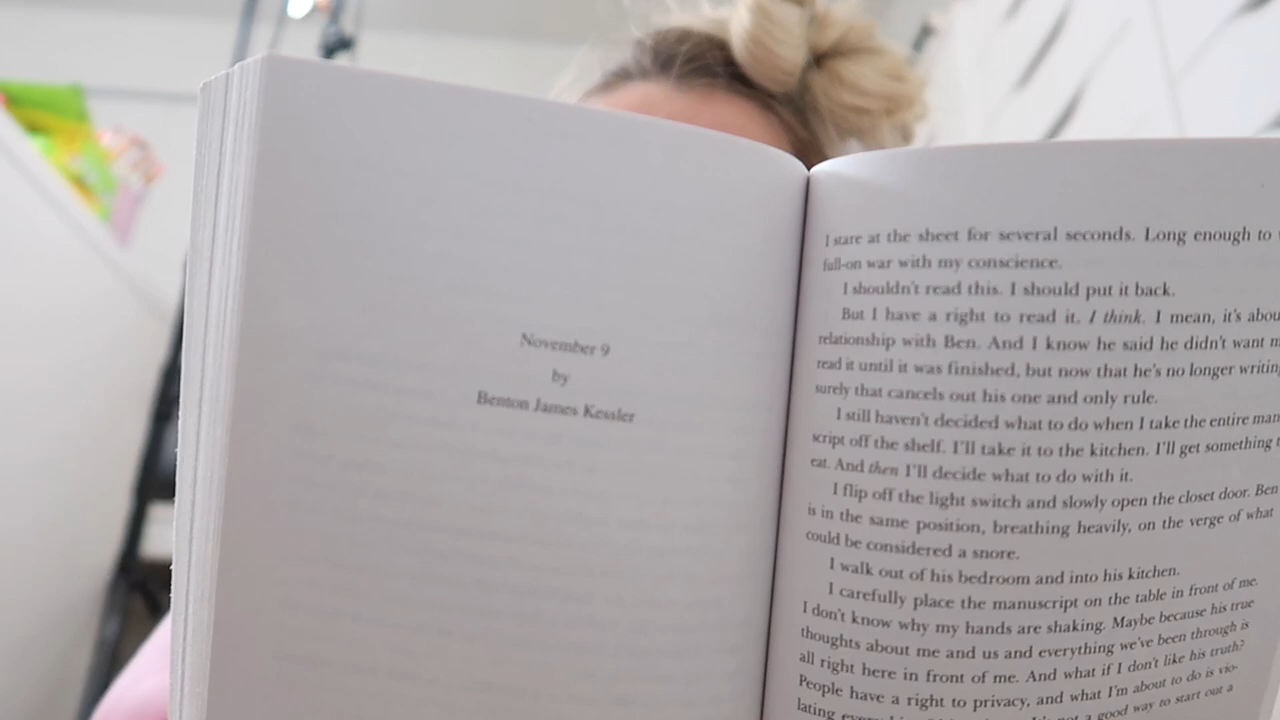 November 9
by
Benton James Kessler
I stare at the sheet for several seconds. Long enough to
full-on war with my conscience.
I shouldn't read this. I should put it back.
But I have a right to read it. I think. I mean, it's abou
relationship with Ben. And I know he said he didn't want m
read it until it was finished, but now that he's no longer writing
surely that cancels out his one and only rule.
I still haven't decided what to do when I take the entire man
script off the shelf. I'll take it to the kitchen. I'll get something t
eat. And then I'll decide what to do with it.
I flip off the light switch and slowly open the closet door. Ben
is in the same position, breathing heavily, on the verge of what
could be considered a snore.
I walk out of his bedroom and into his kitchen.
I carefully place the manuscript on the table in front of me.
I don't know why my hands are shaking. Maybe because his true
thoughts about me and us and everything we've been through is
all right here in front of me. And what if I don't like his truth?
People have a right to privacy, and what I'm about to do is vio-
lating a good way to start out a